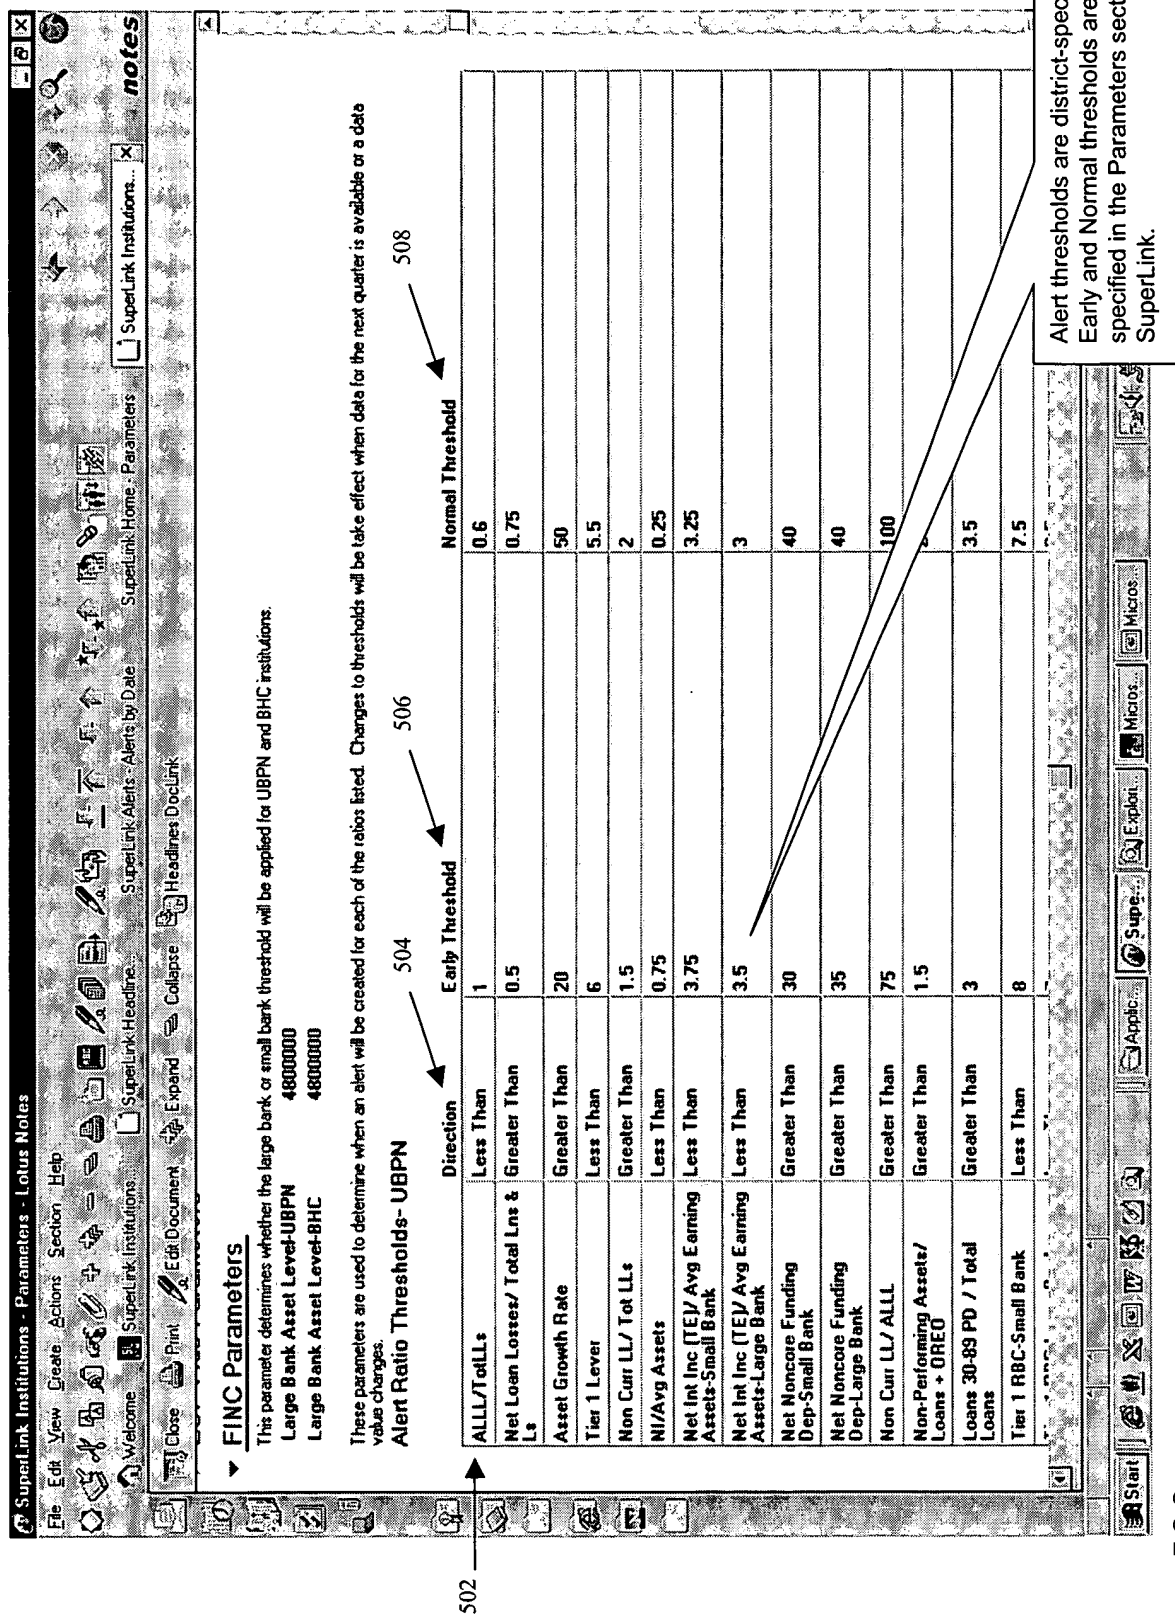 SuperLink Institutions - Parameters - Lotus Notes
File Edit View Create Actions Section Help
notes
Welcome SuperLink Institutions... SuperLink Headline... SuperLink Alerts - Alerts by Date SuperLink Home - Parameters SuperLink Institutions...
Close Print Edit Document Expand Collapse Headlines DocLink
FINC Parameters
This parameter determines whether the large bank or small bank threshold will be applied for UBPN and BHC institutions.
Large Bank Asset Level-UBPN 4800000
Large Bank Asset Level-BHC 4800000
These parameters are used to determine when an alert will be created for each of the ratios listed. Changes to thresholds will be take effect when data for the next quarter is available or a data
value changes.
Alert Ratio Thresholds- UBPN
502
504
506
508
Direction Early Threshold Normal Threshold
ALLL/TotLLs Less Than 1 0.6
Net Loan Losses/ Total Lns & Ls Greater Than 0.5 0.75
Asset Growth Rate Greater Than 20 50
Tier 1 Lever Less Than 6 5.5
Non Curr LL/ Tot LLs Greater Than 1.5 2
NI/Avg Assets Less Than 0.75 0.25
Net Int Inc (TE)/ Avg Earning Assets-Small Bank Less Than 3.75 3.25
Net Int Inc (TE)/ Avg Earning Assets-Large Bank Less Than 3.5 3
Net Noncore Funding Dep-Small Bank Greater Than 30 40
Net Noncore Funding Dep-Large Bank Greater Than 35 40
Non Curr LL/ ALLL Greater Than 75 100
Non-Performing Assets/ Loans + OREO Greater Than 1.5
Loans 30-89 PD / Total Loans Greater Than 3 3.5
Tier 1 RBC-Small Bank Less Than 8 7.5
Alert thresholds are district-spec
Early and Normal thresholds are
specified in the Parameters sect
SuperLink.
Start Applic... Supe... Explori... Micros... Micros...